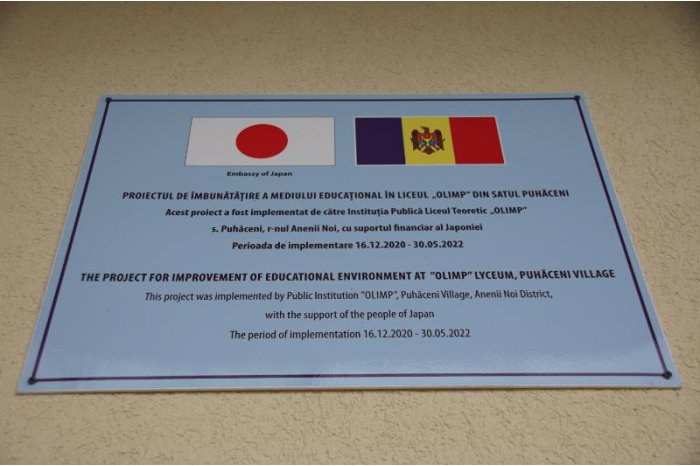 Embassy of Japan
PROIECTUL DE ÎMBUNĂTĂȚIRE A MEDIULUI EDUCAȚIONAL ÎN LICEUL „OLIMP” DIN SATUL PUHĂCENI
Acest proiect a fost implementat de către Instituția Publică Liceul Teoretic „OLIMP”
s. Puhăceni, r-nul Anenii Noi, cu suportul financiar al Japoniei
Perioada de implementare 16.12.2020 - 30.05.2022
THE PROJECT FOR IMPROVEMENT OF EDUCATIONAL ENVIRONMENT AT "OLIMP" LYCEUM, PUHĂCENI VILLAGE
This project was implemented by Public Institution "OLIMP", Puhăceni Village, Anenii Noi District,
with the support of the people of Japan
The period of implementation 16.12.2020 - 30.05.2022